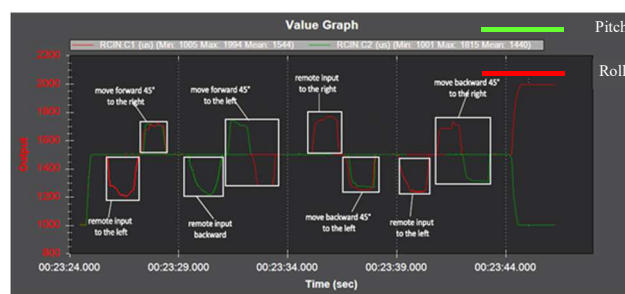 Value Graph
Pitch
RCIN.C1 (us) (Min: 1005 Max: 1994 Mean: 1544)
RCIN.C2 (us) (Min: 1001 Max: 1815 Mean: 1440)
Roll
2200
2000
1800
1600
1400
1200
1000
800
Output
move forward 45°
to the right
move forward 45°
to the left
remote input
to the right
move backward 45°
to the right
remote input
to the left
remote input
backward
move backward 45°
to the left
remote input
to the left
00:23:24.000
00:23:29.000
00:23:34.000
00:23:39.000
00:23:44.000
Time (sec)